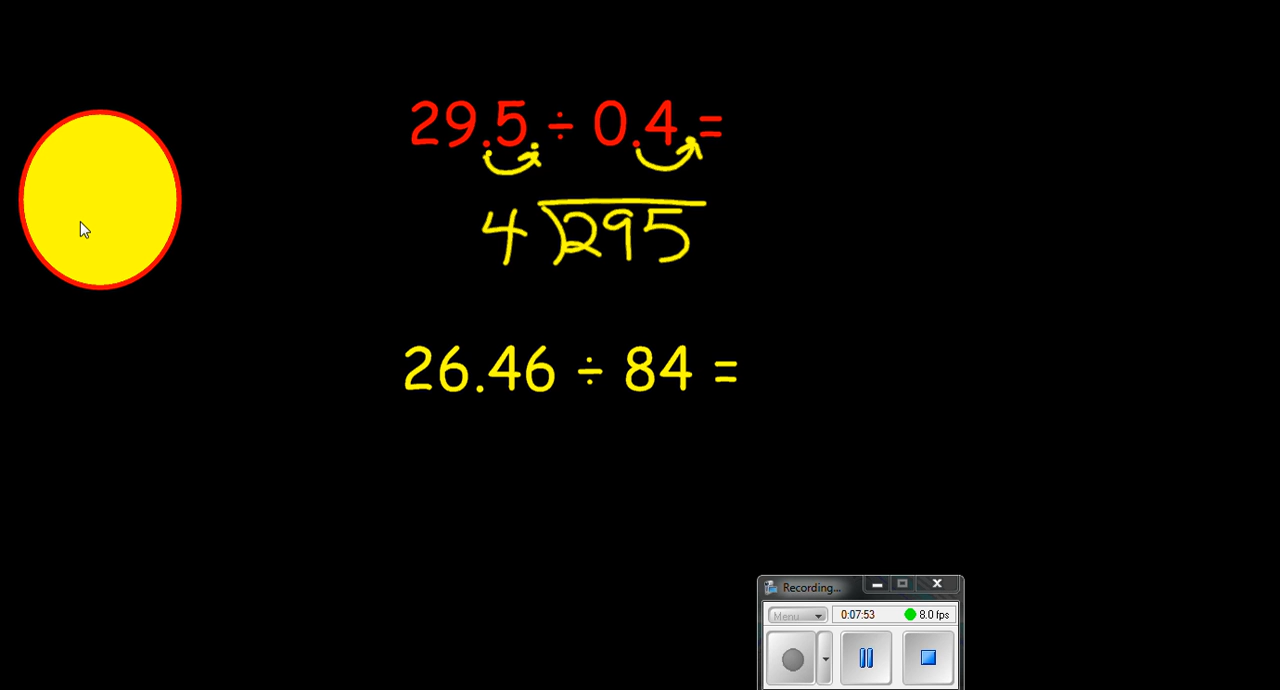 29.5 ÷ 0.4 =
4 295
26.46 ÷ 84 =
Recording...
Menu 0:07:53 8.0 fps